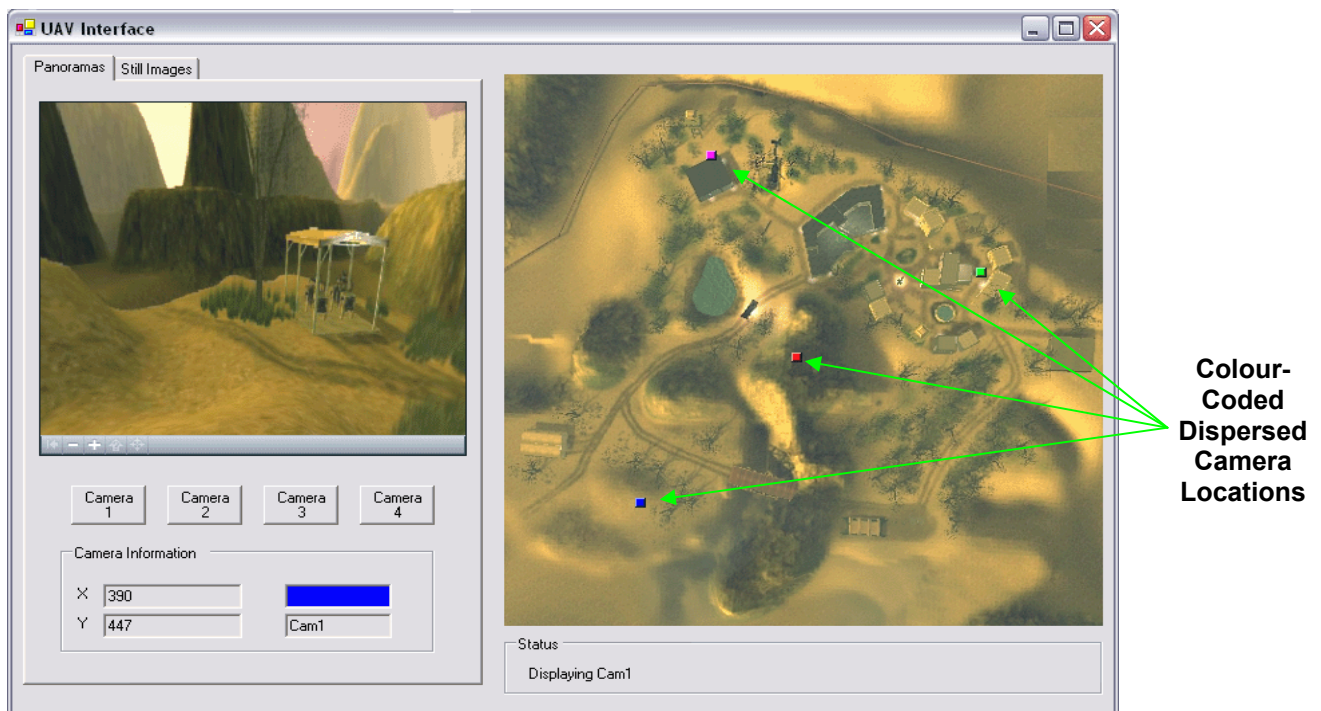 UAV Interface
Panoramas
Still Images
Camera
1
Camera
2
Camera
3
Camera
4
Camera Information
X
390
Y
447
Cam1
Status
Displaying Cam1
Colour-
Coded
Dispersed
Camera
Locations